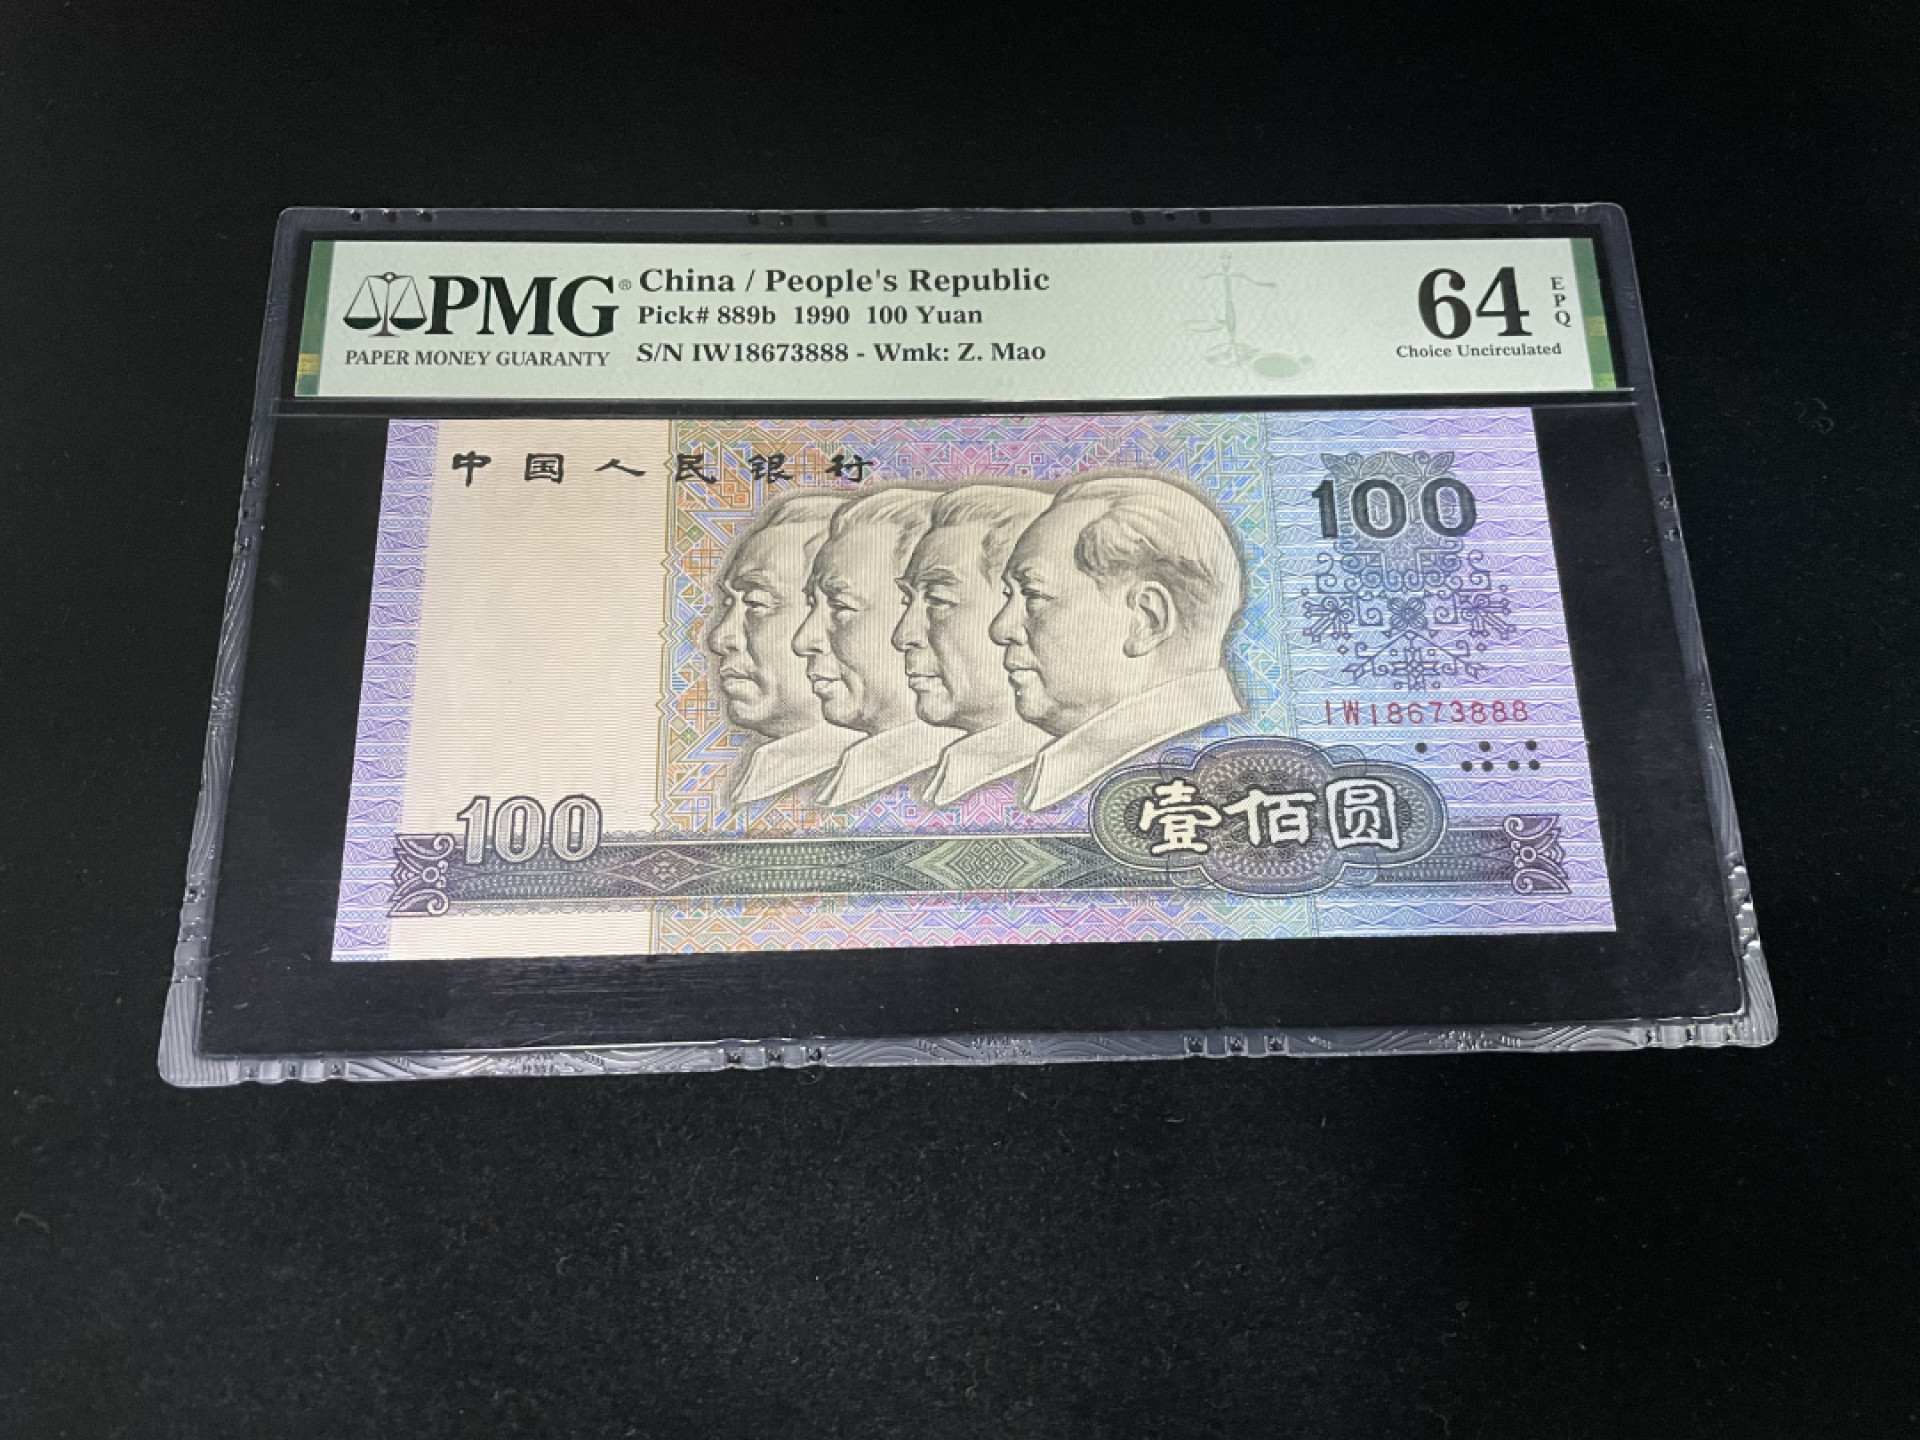 PMG®
PAPER MONEY GUARANTY
China / People's Republic
Pick# 889b 1990 100 Yuan
S/N IW18673888 - Wmk: Z. Mao
64 EPQ
Choice Uncirculated
中国人民银行
100
IW18673888
100
壹佰圆